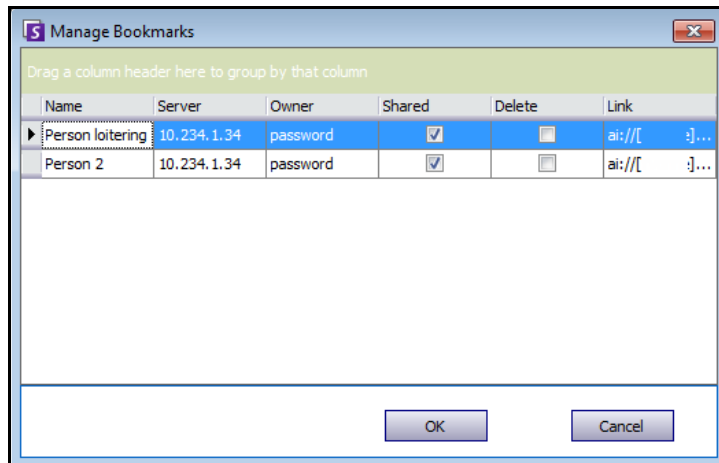 S Manage Bookmarks
Drag a column header here to group by that column
Name Server Owner Shared Delete Link
Person loitering 10.234.1.34 password ai://[ :]...
Person 2 10.234.1.34 password ai://[ :]...
OK Cancel